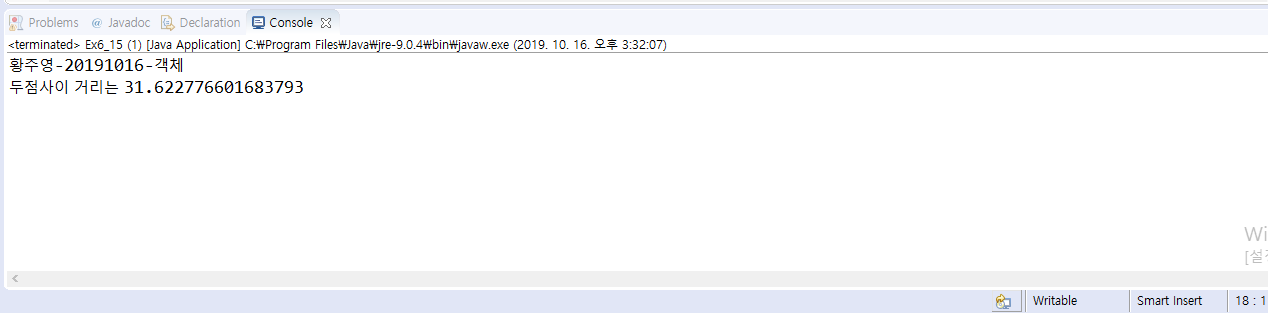 Problems @ Javadoc Declaration Console
<terminated> Ex6_15 (1) [Java Application] C:₩Program Files₩Java₩jre-9.0.4₩bin₩javaw.exe (2019. 10. 16. 오후 3:32:07)
황주영-20191016-객체
두점사이 거리는 31.622776601683793
Wi
[설정
Writable Smart Insert 18 : 1